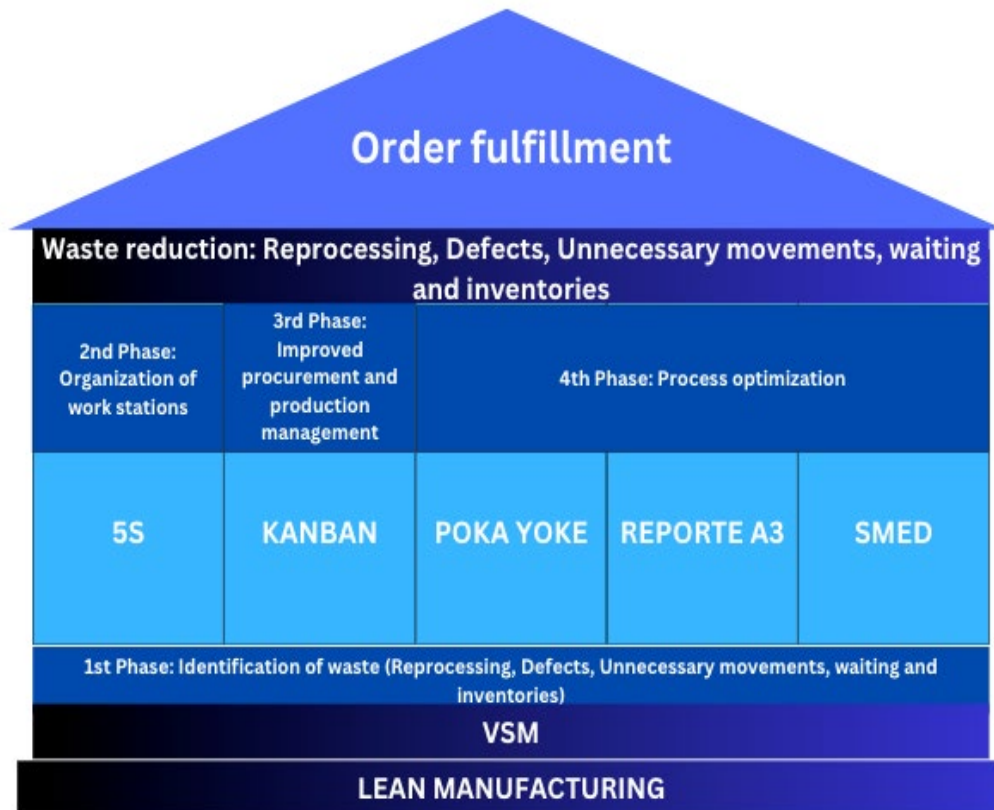 Order fulfillment
Waste reduction: Reprocessing, Defects, Unnecessary movements, waiting
and inventories
2nd Phase:
Organization of
work stations
3rd Phase:
Improved
procurement and
production
management
4th Phase: Process optimization
5S
KANBAN
POKA YOKE
REPORTE A3
SMED
1st Phase: Identification of waste (Reprocessing, Defects, Unnecessary movements, waiting and
inventories)
VSM
LEAN MANUFACTURING